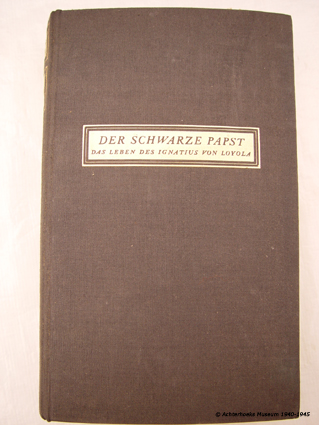 DER SCHWARZE PAPST
DAS LEBEN DES IGNATIUS VON LOYOLA
© Achterhoeks Museum 1940-1945